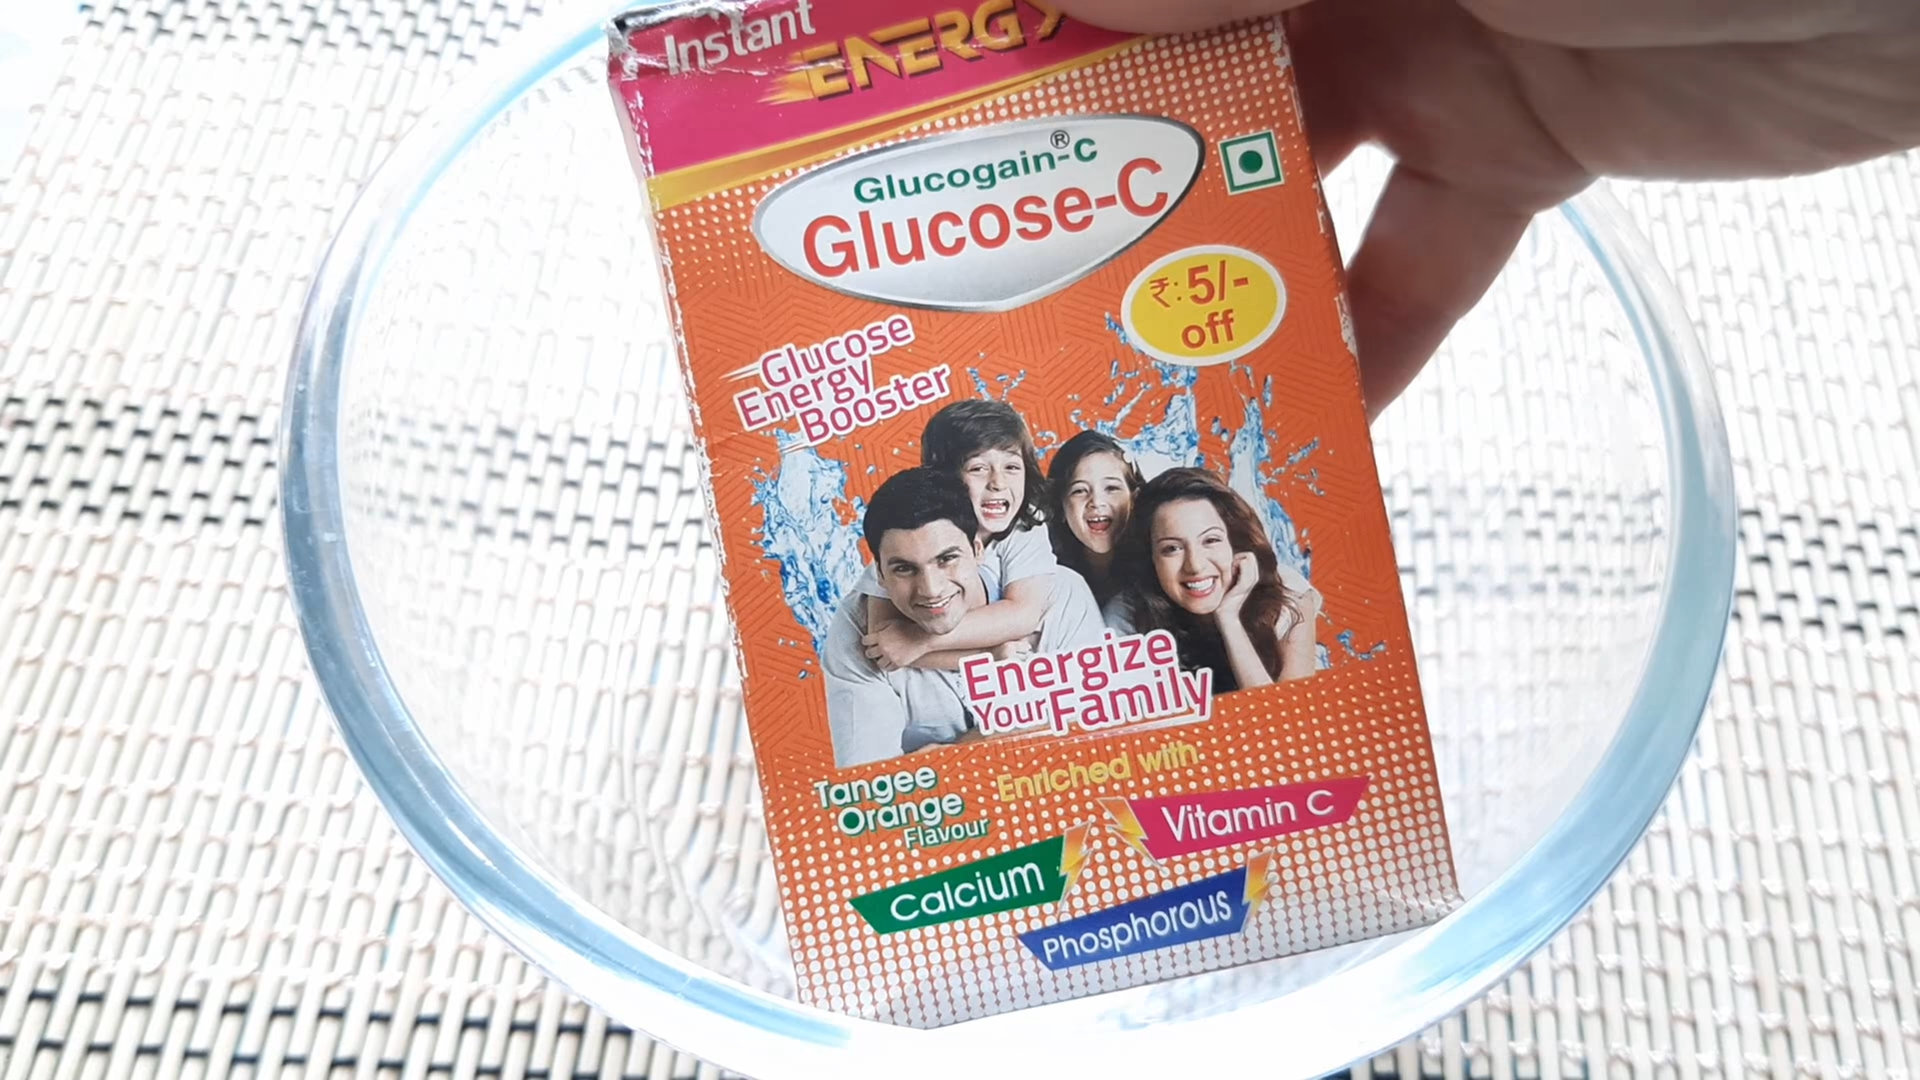 Instant
ENERGY
Glucogain®-C
Glucose-C
₹:5/-
off
Glucose
Energy
Booster
Energize
Your Family
Tangee
Orange
Flavour
Enriched with
Vitamin C
Calcium
Phosphorous